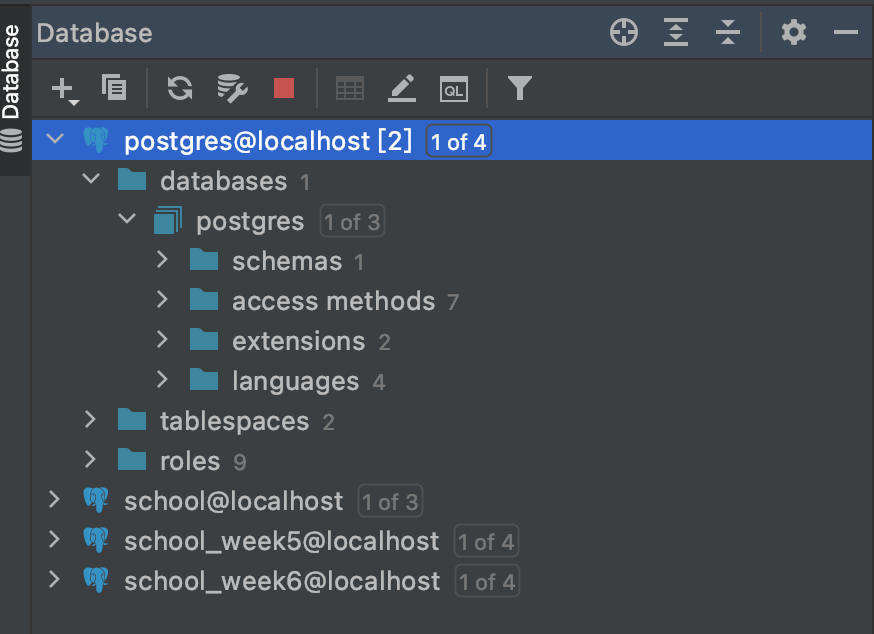 Database
Database
QL
postgres@localhost [2] 1 of 4
databases 1
postgres 1 of 3
schemas 1
access methods 7
extensions 2
languages 4
tablespaces 2
roles 9
school@localhost 1 of 3
school_week5@localhost 1 of 4
school_week6@localhost 1 of 4